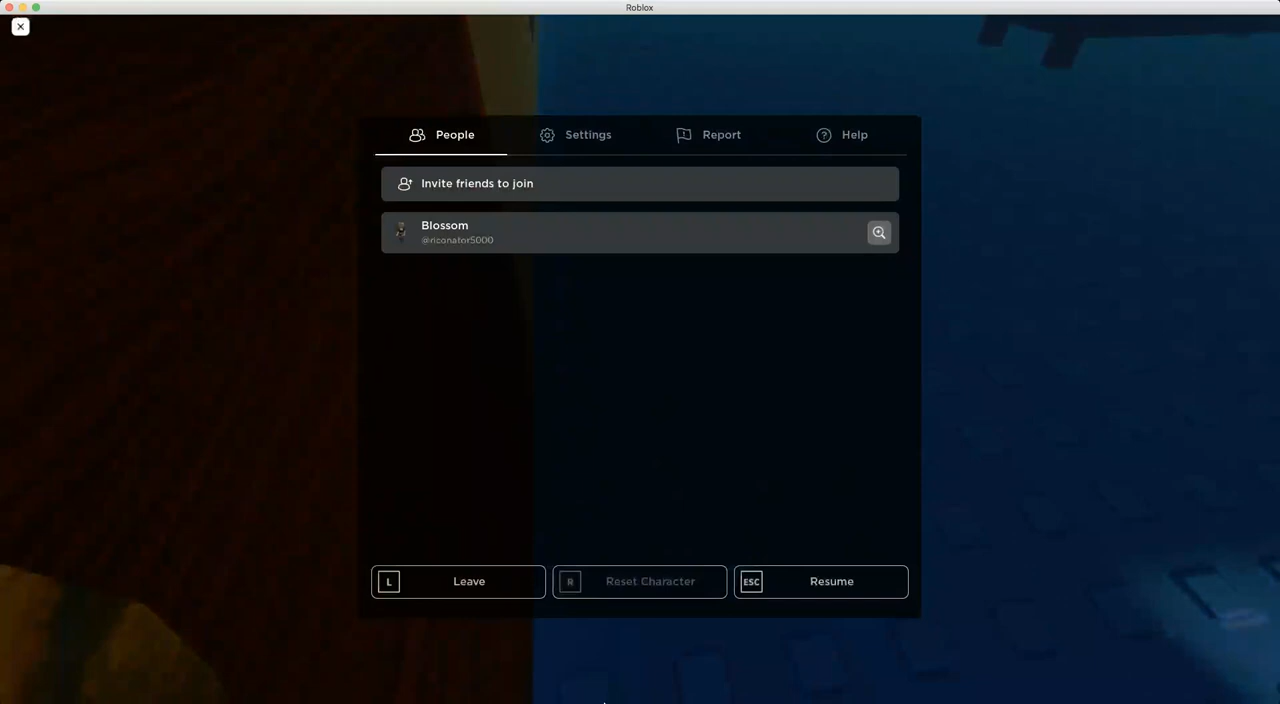 Roblox
People
Settings
Report
Help
Invite friends to join
Blossom
@riconator5000
L
Leave
R
Reset Character
ESC
Resume